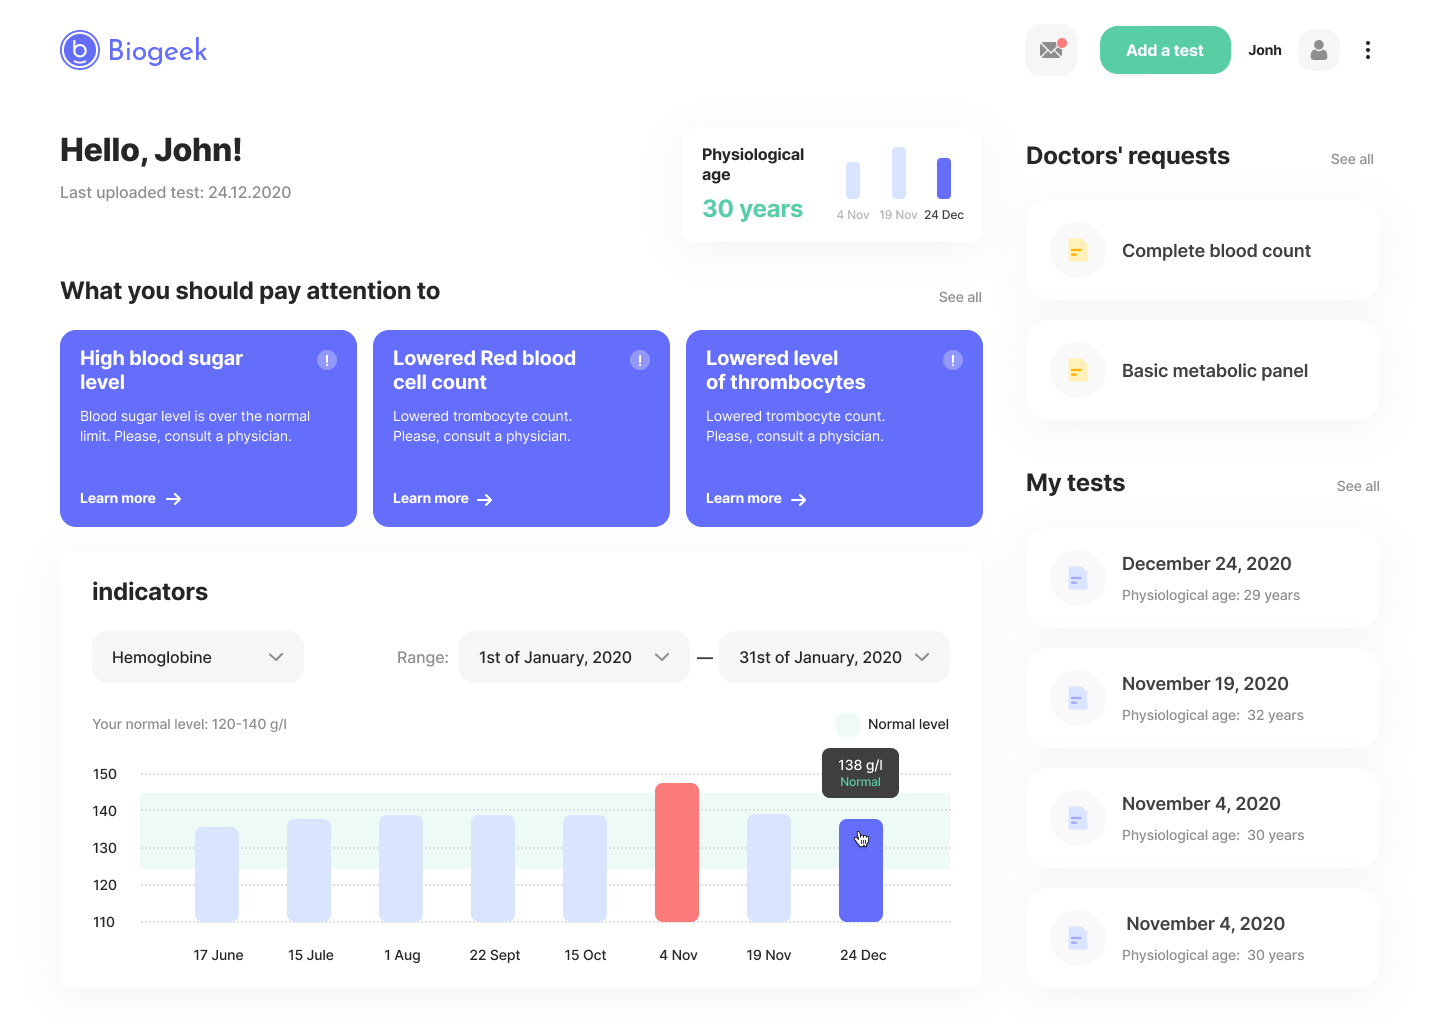 Biogeek
Add a test
Jonh
Hello, John!
Last uploaded test: 24.12.2020
Physiological
age
30 years
4 Nov 19 Nov 24 Dec
What you should pay attention to
See all
High blood sugar
level
!
Blood sugar level is over the normal
limit. Please, consult a physician.
Learn more
Lowered Red blood
cell count
!
Lowered trombocyte count.
Please, consult a physician.
Learn more
Lowered level
of thrombocytes
!
Lowered trombocyte count.
Please, consult a physician.
Learn more
indicators
Hemoglobine
Range:
1st of January, 2020
—
31st of January, 2020
Your normal level: 120-140 g/l
Normal level
138 g/l
Normal
150
140
130
120
110
17 June 15 Jule 1 Aug 22 Sept 15 Oct 4 Nov 19 Nov 24 Dec
Doctors' requests
See all
Complete blood count
Basic metabolic panel
My tests
See all
December 24, 2020
Physiological age: 29 years
November 19, 2020
Physiological age: 32 years
November 4, 2020
Physiological age: 30 years
November 4, 2020
Physiological age: 30 years